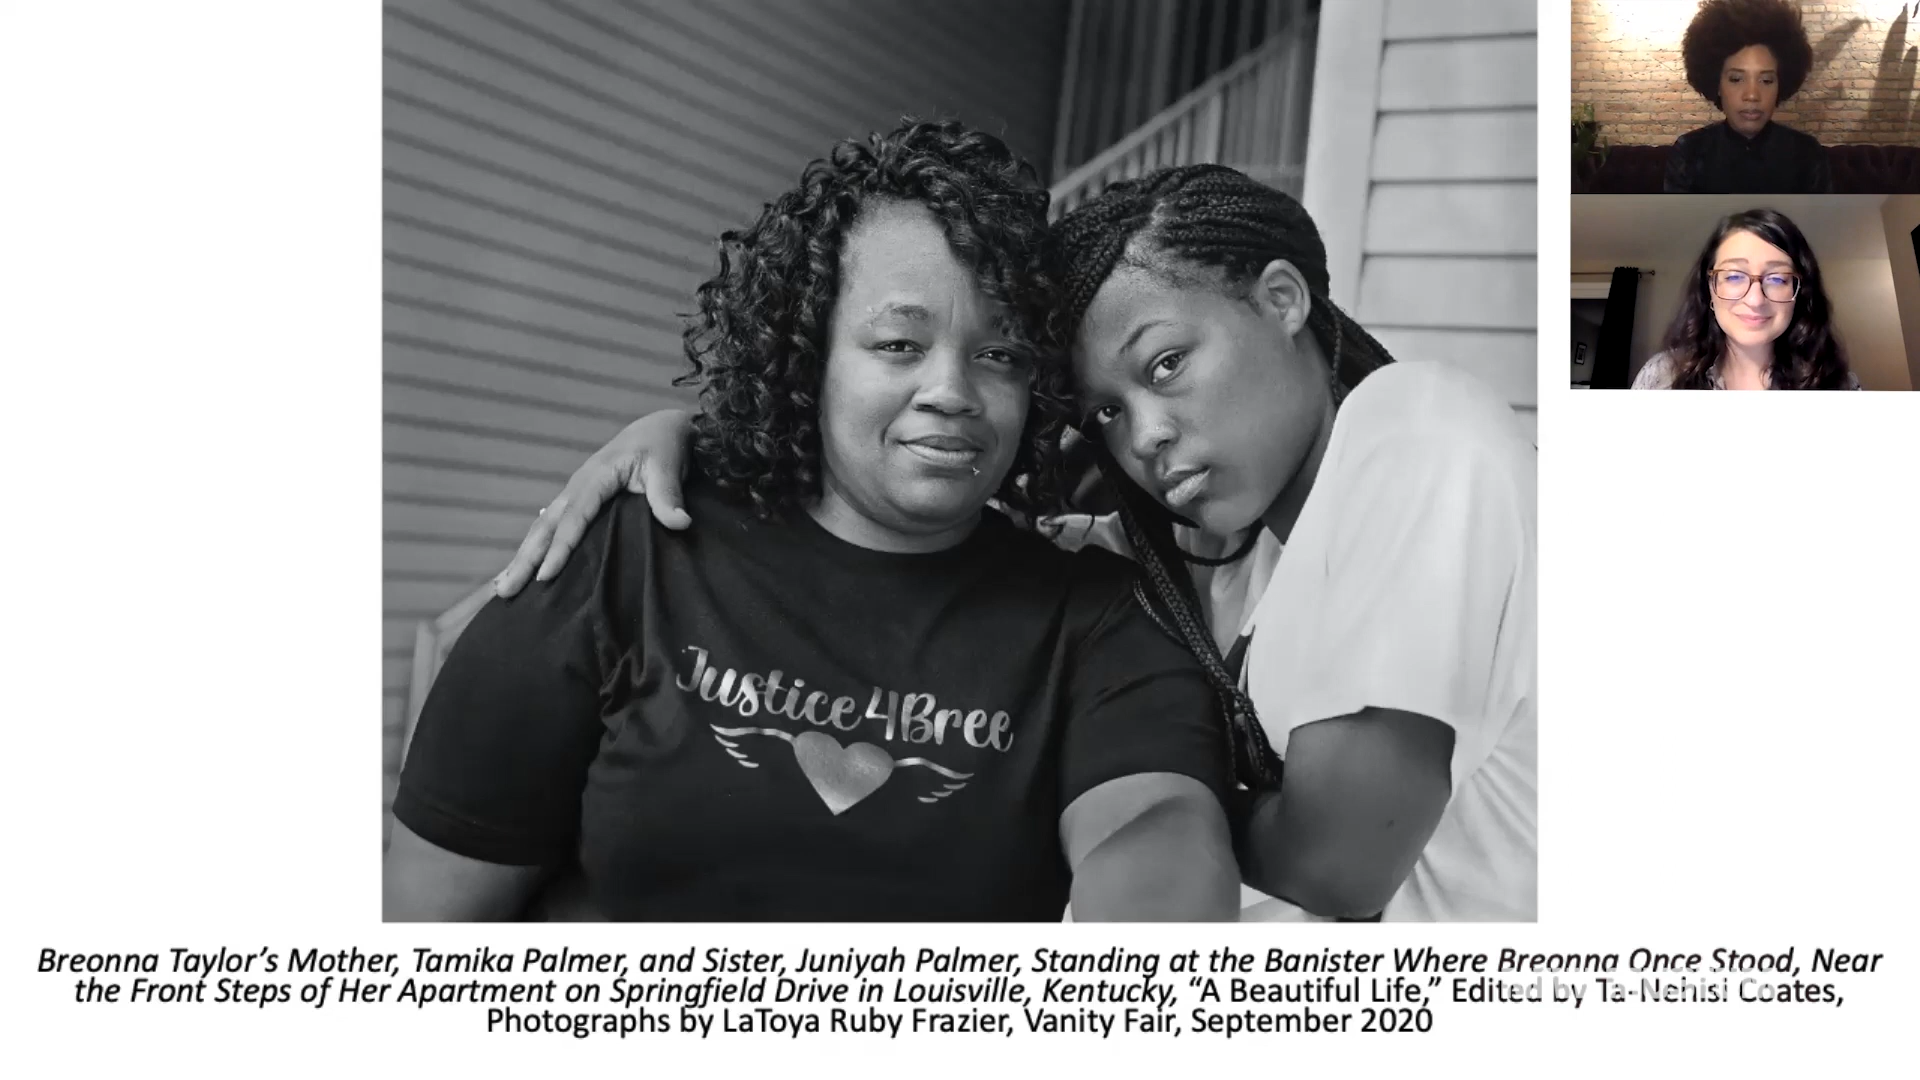 Justice4Bree
Breonna Taylor’s Mother, Tamika Palmer, and Sister, Juniyah Palmer, Standing at the Banister Where Breonna Once Stood, Near
the Front Steps of Her Apartment on Springfield Drive in Louisville, Kentucky, “A Beautiful Life,” Edited by Ta-Nehisi Coates,
Photographs by LaToya Ruby Frazier, Vanity Fair, September 2020